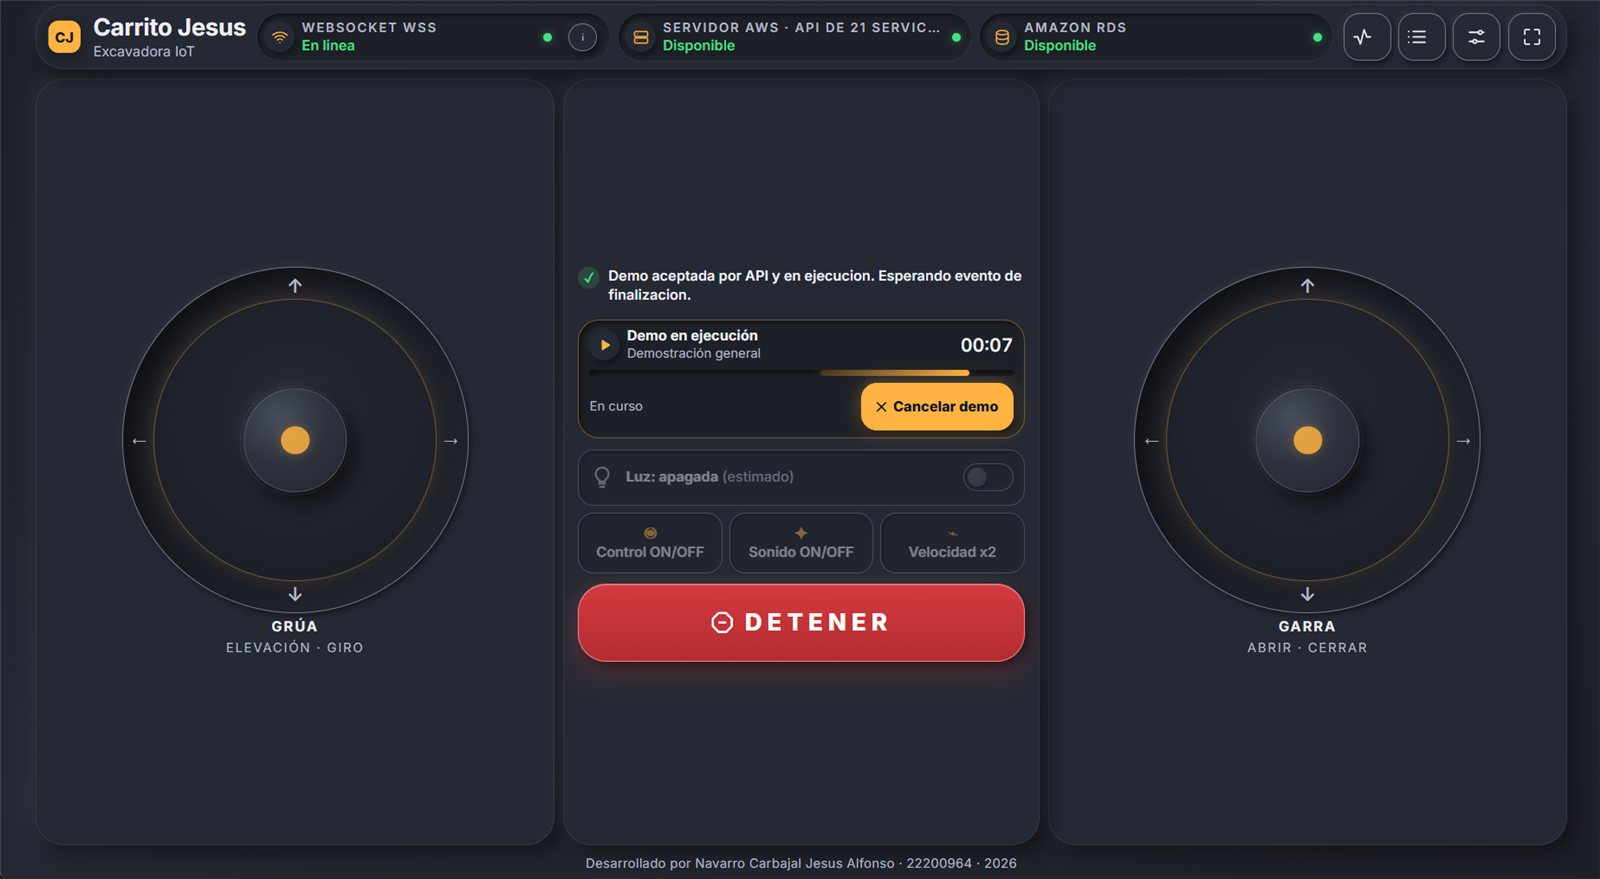 CJ
Carrito Jesus
Excavadora IoT
WEBSOCKET WSS
En linea
i
SERVIDOR AWS · API DE 21 SERVIC...
Disponible
AMAZON RDS
Disponible
Demo aceptada por API y en ejecucion. Esperando evento de
finalizacion.
Demo en ejecución
Demostración general
00:07
En curso
Cancelar demo
Luz: apagada (estimado)
Control ON/OFF
Sonido ON/OFF
Velocidad x2
DETENER
GRÚA
ELEVACIÓN · GIRO
GARRA
ABRIR · CERRAR
Desarrollado por Navarro Carbajal Jesus Alfonso · 22200964 · 2026